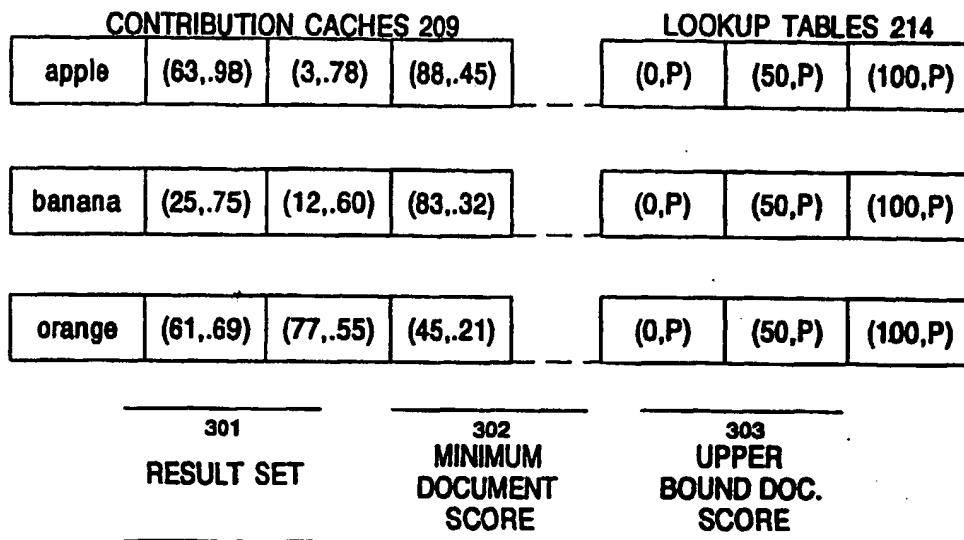 CONTRIBUTION CACHES 209 LOOKUP TABLES 214
apple (63,.98) (3,.78) (88,.45) (0,P) (50,P) (100,P)
banana (25,.75) (12,.60) (83,.32) (0,P) (50,P) (100,P)
orange (61,.69) (77,.55) (45,.21) (0,P) (50,P) (100,P)
301 302 303
RESULT SET MINIMUM UPPER
DOCUMENT BOUND DOC.
SCORE SCORE